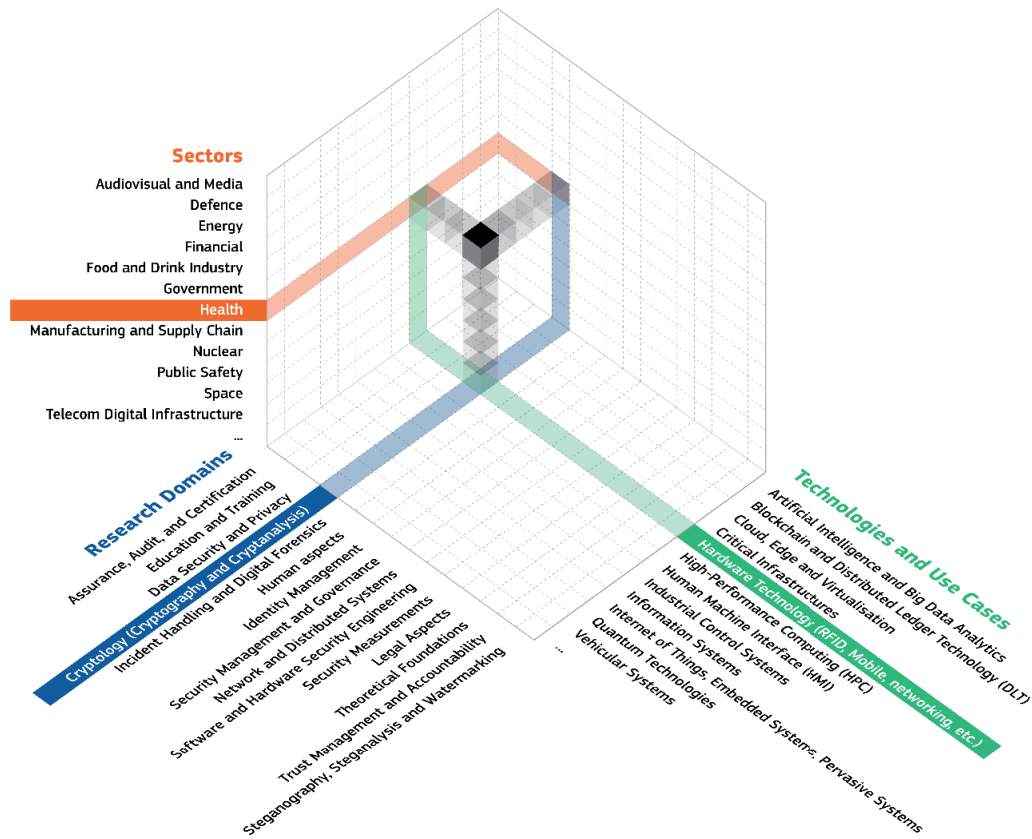 Sectors
Audiovisual and Media
Defence
Energy
Financial
Food and Drink Industry
Government
Health
Manufacturing and Supply Chain
Nuclear
Public Safety
Space
Telecom Digital Infrastructure
...
Research Domains
Assurance, Audit, and Certification
Education and Training
Data Security and Privacy
Cryptology (Cryptography and Cryptanalysis)
Incident Handling and Digital Forensics
Human aspects
Identity Management
Security Management and Governance
Network and Distributed Systems
Software and Hardware Security Engineering
Security Measurements
Legal Aspects
Theoretical Foundations
Trust Management and Accountability
Steganography, Steganalysis and Watermarking
Technologies and Use Cases
Artificial Intelligence and Big Data Analytics
Blockchain and Distributed Ledger Technology (DLT)
Cloud, Edge and Virtualisation
Critical Infrastructures
Hardware Technology (RFID, Mobile, networking, etc.)
High-Performance Computing (HPC)
Human Machine Interface (HMI)
Industrial Control Systems
Information Systems
Internet of Things, Embedded Systems, Pervasive Systems
Quantum Technologies
Vehicular Systems
...